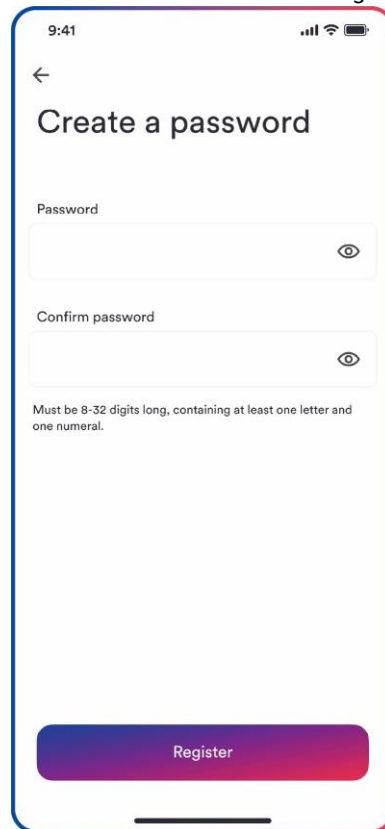 9:41
Create a password
Password
Confirm password
Must be 8-32 digits long, containing at least one letter and
one numeral.
Register